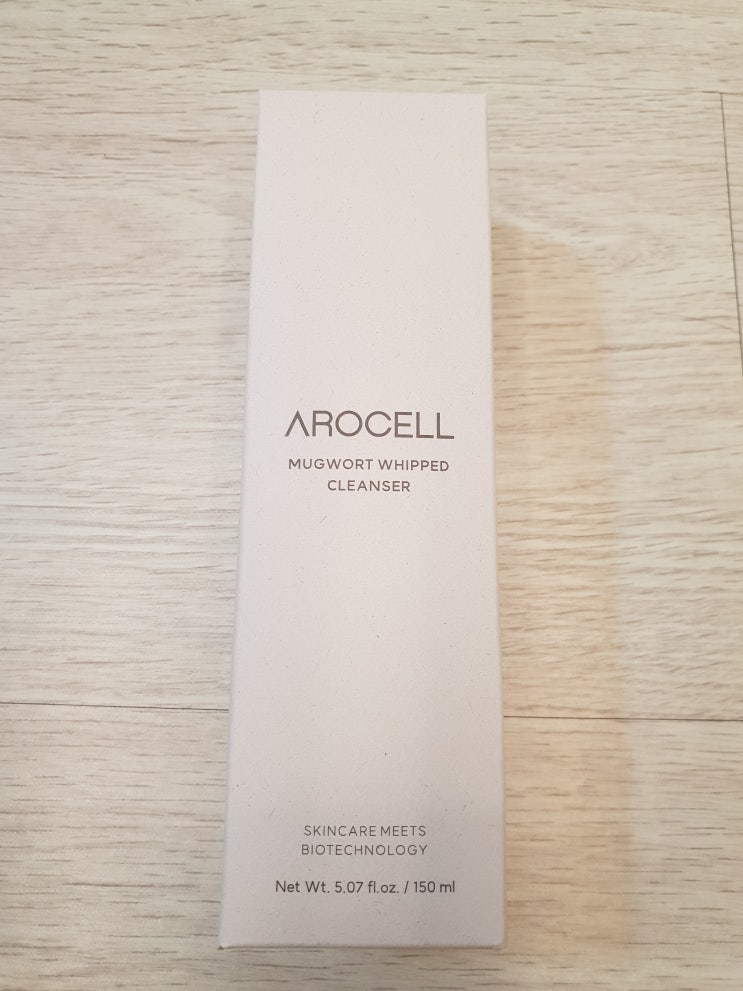 AROCELL
MUGWORT WHIPPED
CLEANSER
SKINCARE MEETS
BIOTECHNOLOGY
Net Wt. 5.07 fl.oz. / 150 ml